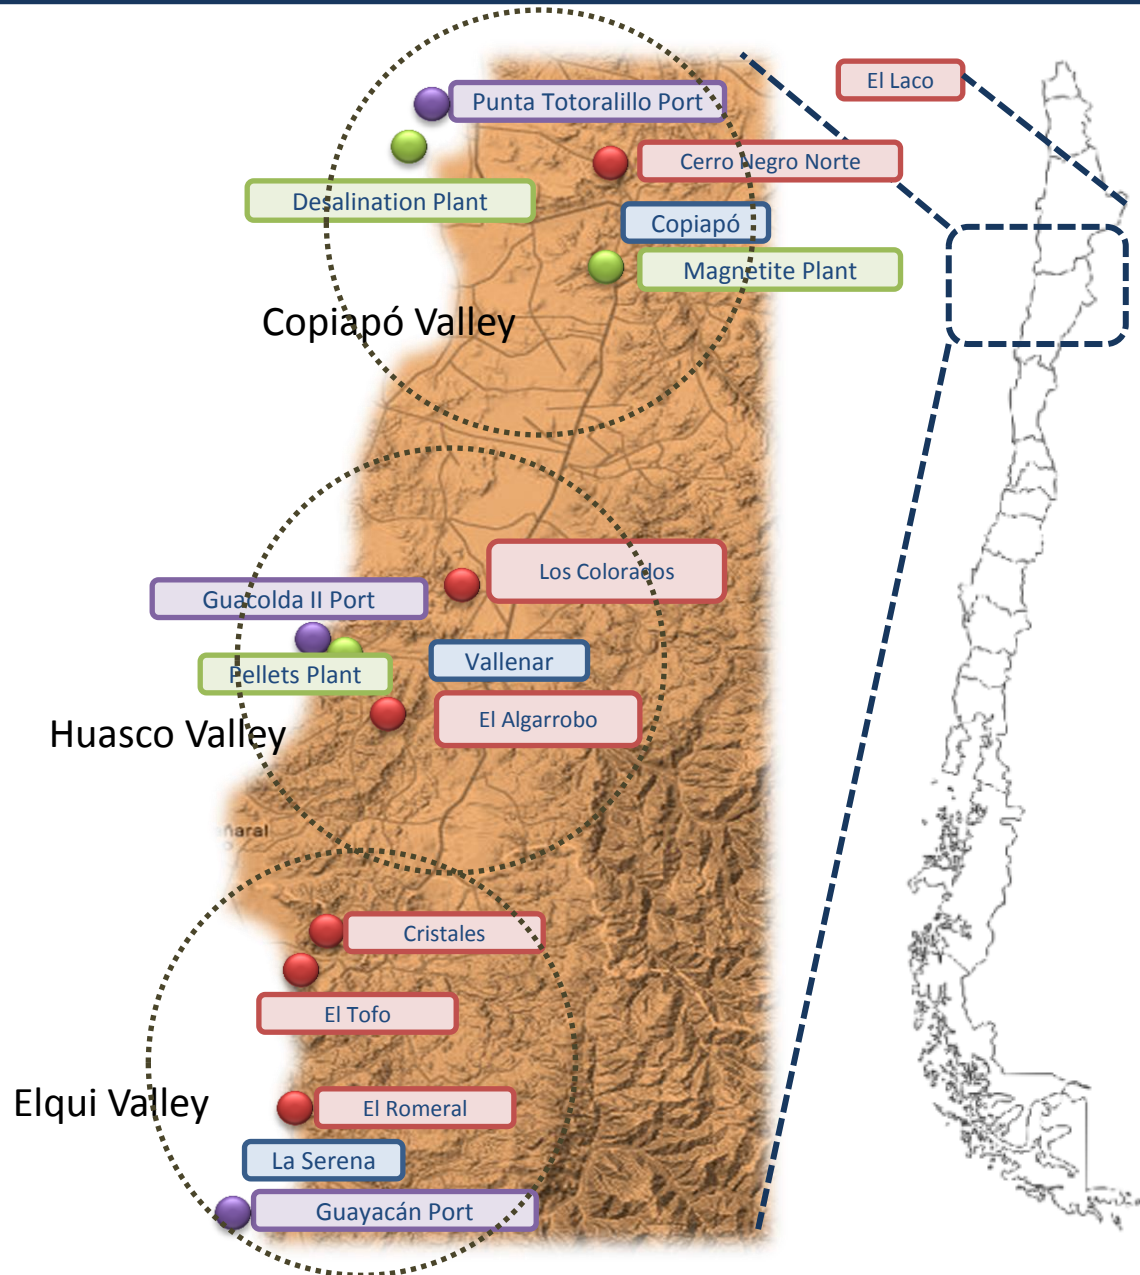 El Laco
Punta Totoralillo Port
Cerro Negro Norte
Desalination Plant
Copiapó
Magnetite Plant
Copiapó Valley
Los Colorados
Guacolda II Port
Vallenar
Pellets Plant
El Algarrobo
Huasco Valley
ñaral
Cristales
El Tofo
Elqui Valley
El Romeral
La Serena
Guayacán Port